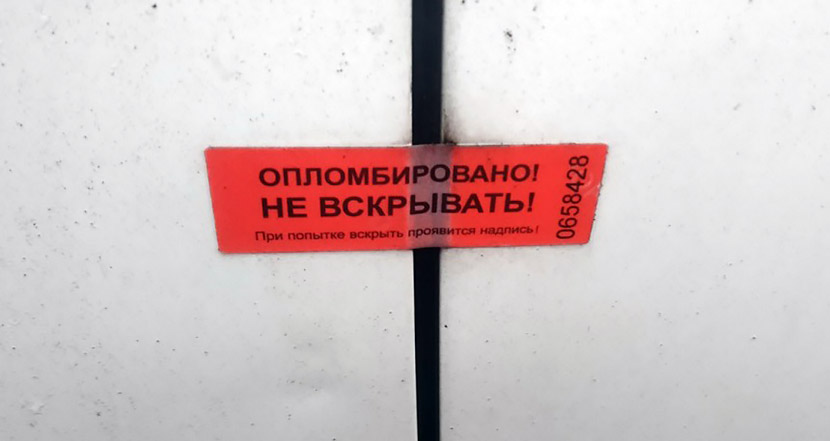 ОПЛОМБИРОВАНО!
НЕ ВСКРЫВАТЬ!
При попытке вскрыть проявится надпись!
0658428